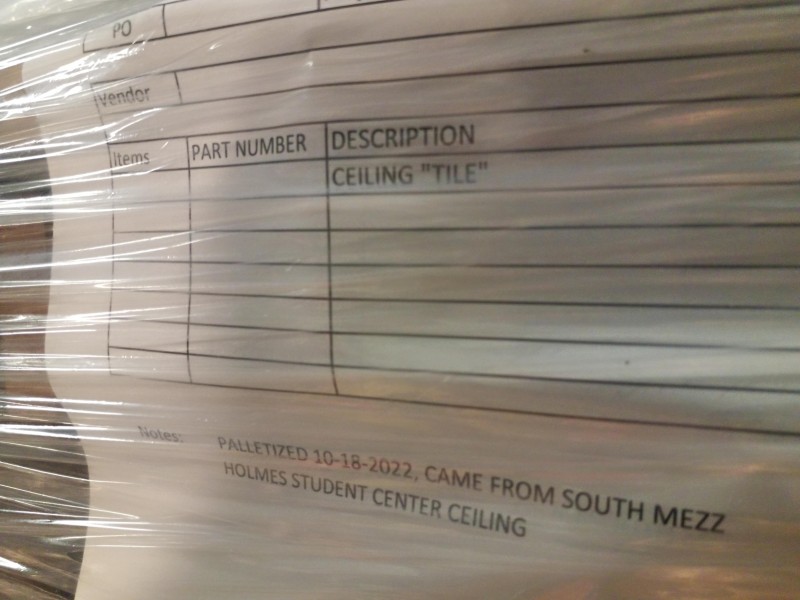 PO
Vendor
Items PART NUMBER DESCRIPTION
CEILING "TILE"
Notes: PALLETIZED 10-18-2022, CAME FROM SOUTH MEZZ
HOLMES STUDENT CENTER CEILING